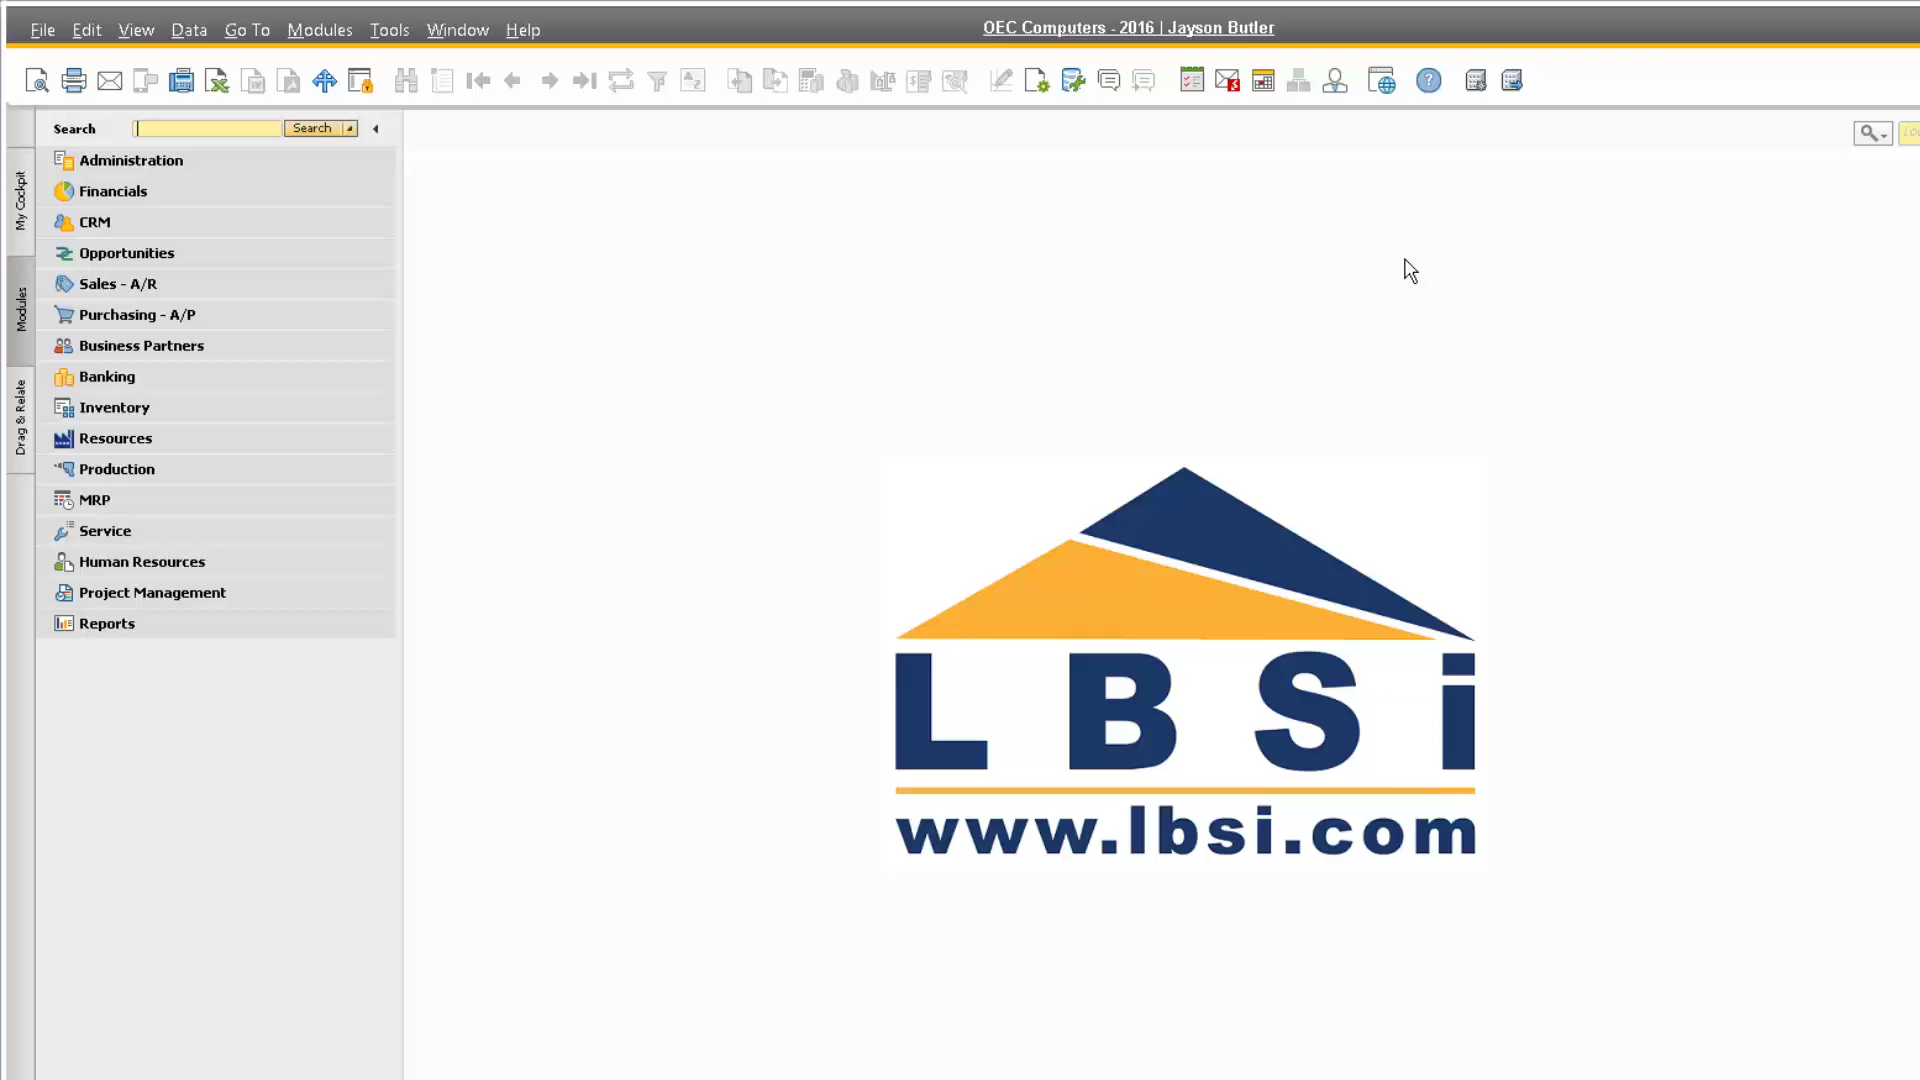 File Edit View Data Go To Modules Tools Window Help
OEC Computers - 2016 | Jayson Butler
Search Search
My Cockpit
Modules
Drag & Relate
Administration
Financials
CRM
Opportunities
Sales - A/R
Purchasing - A/P
Business Partners
Banking
Inventory
Resources
Production
MRP
Service
Human Resources
Project Management
Reports
LBSi
www.lbsi.com